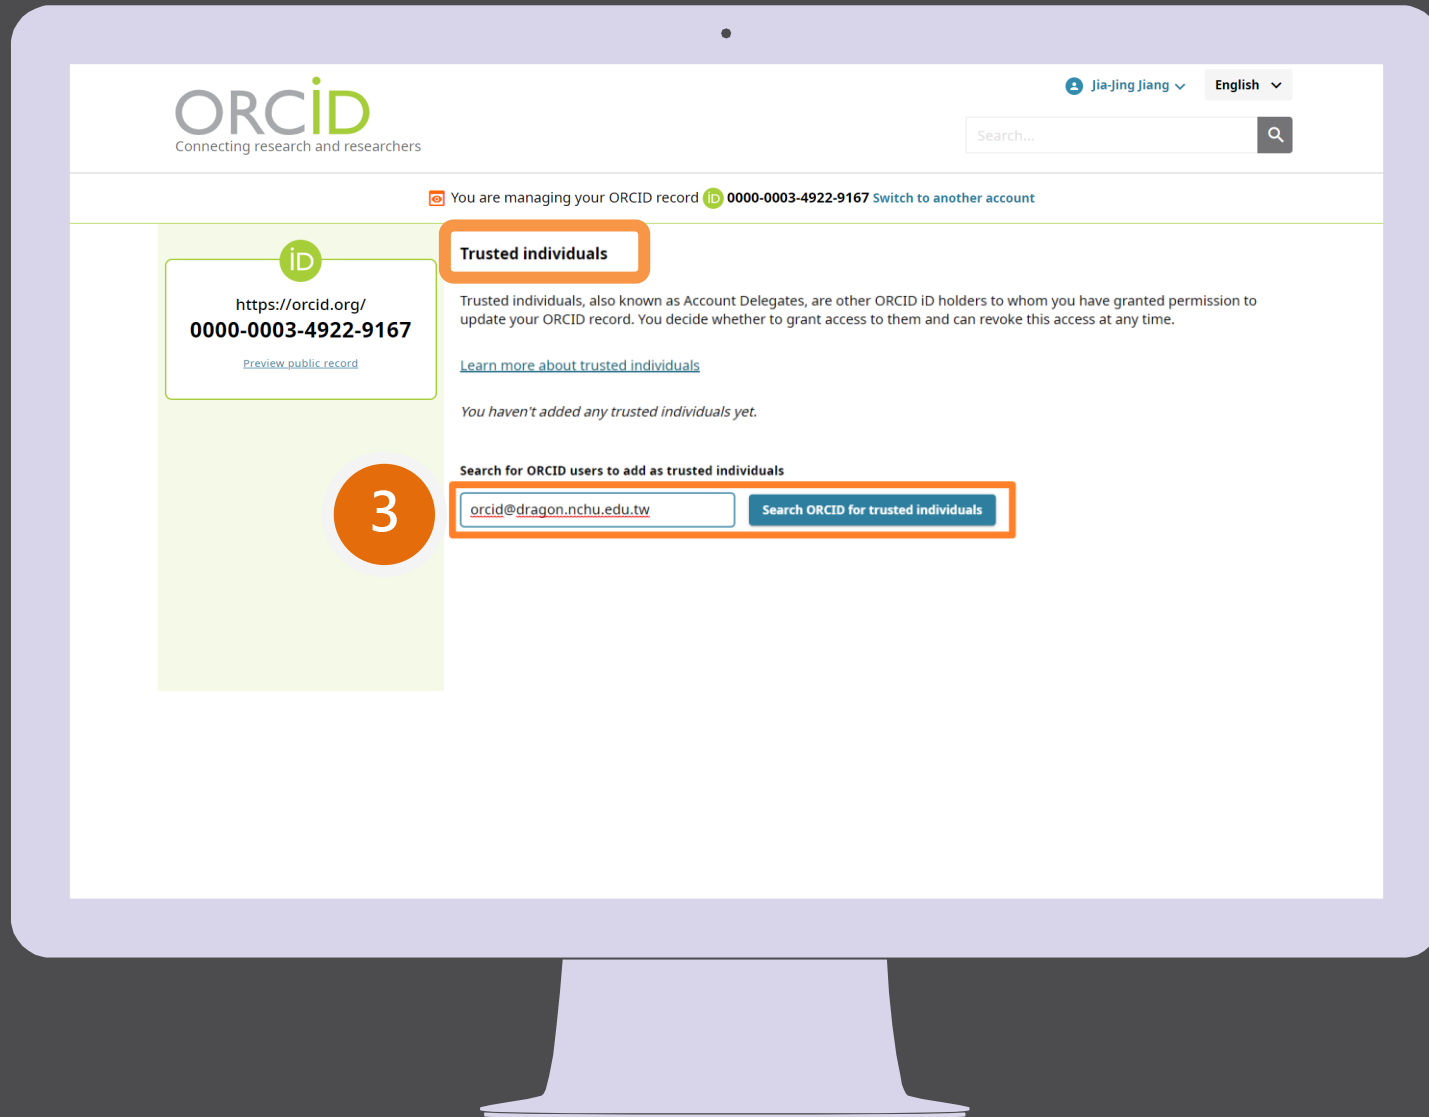 ORCID
Connecting research and researchers
Jia-Jing Jiang
English
Search...
You are managing your ORCID record iD 0000-0003-4922-9167 Switch to another account
iD
https://orcid.org/
0000-0003-4922-9167
Preview public record
Trusted individuals
Trusted individuals, also known as Account Delegates, are other ORCID iD holders to whom you have granted permission to
update your ORCID record. You decide whether to grant access to them and can revoke this access at any time.
Learn more about trusted individuals
You haven't added any trusted individuals yet.
Search for ORCID users to add as trusted individuals
3
orcid@dragon.nchu.edu.tw
Search ORCID for trusted individuals